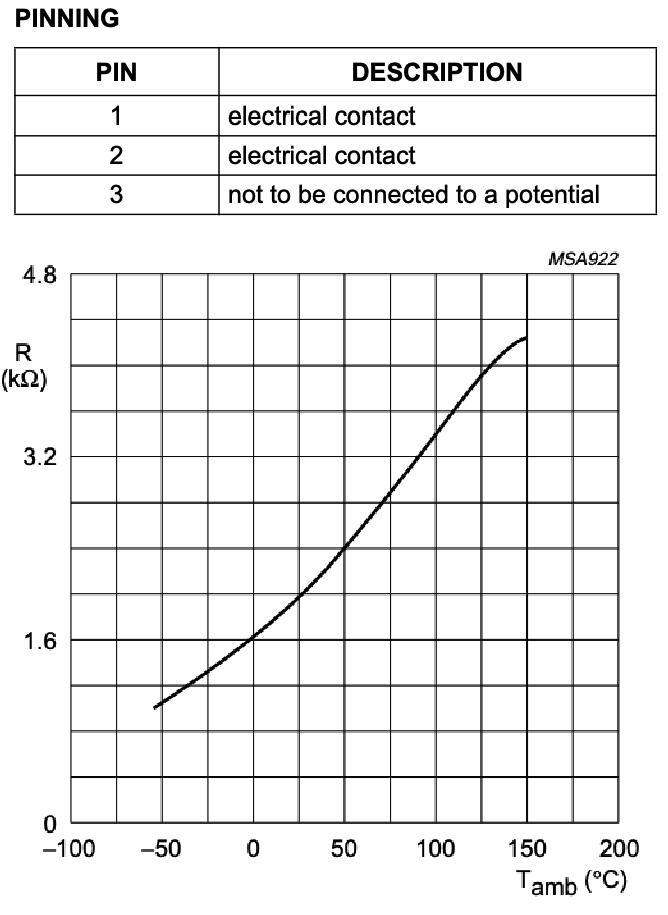 PINNING
PIN DESCRIPTION
1 electrical contact
2 electrical contact
3 not to be connected to a potential
MSA922
4.8
R
(kΩ)
3.2
1.6
0
–100 –50 0 50 100 150 200
Tamb (°C)